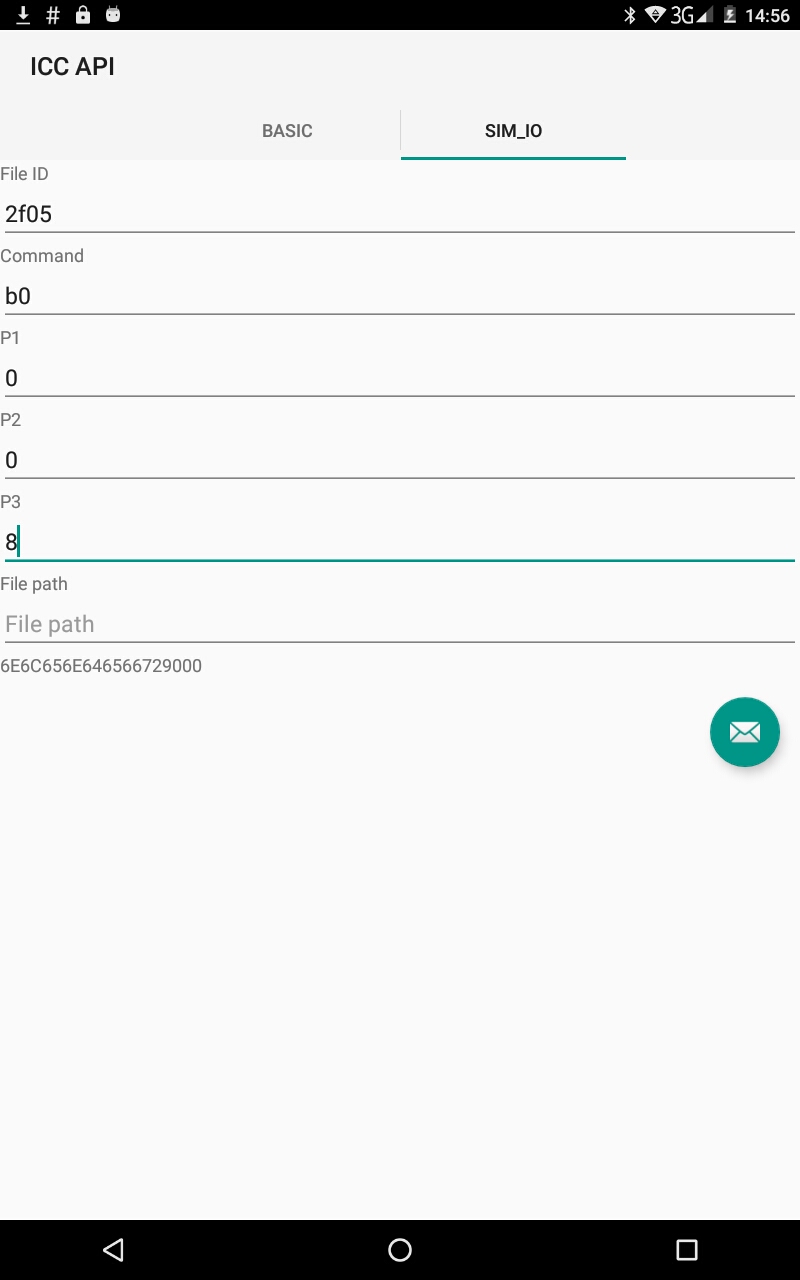 # 3G 14:56
ICC API
BASIC SIM_IO
File ID
2f05
Command
b0
P1
0
P2
0
P3
8
File path
File path
6E6C656E646566729000